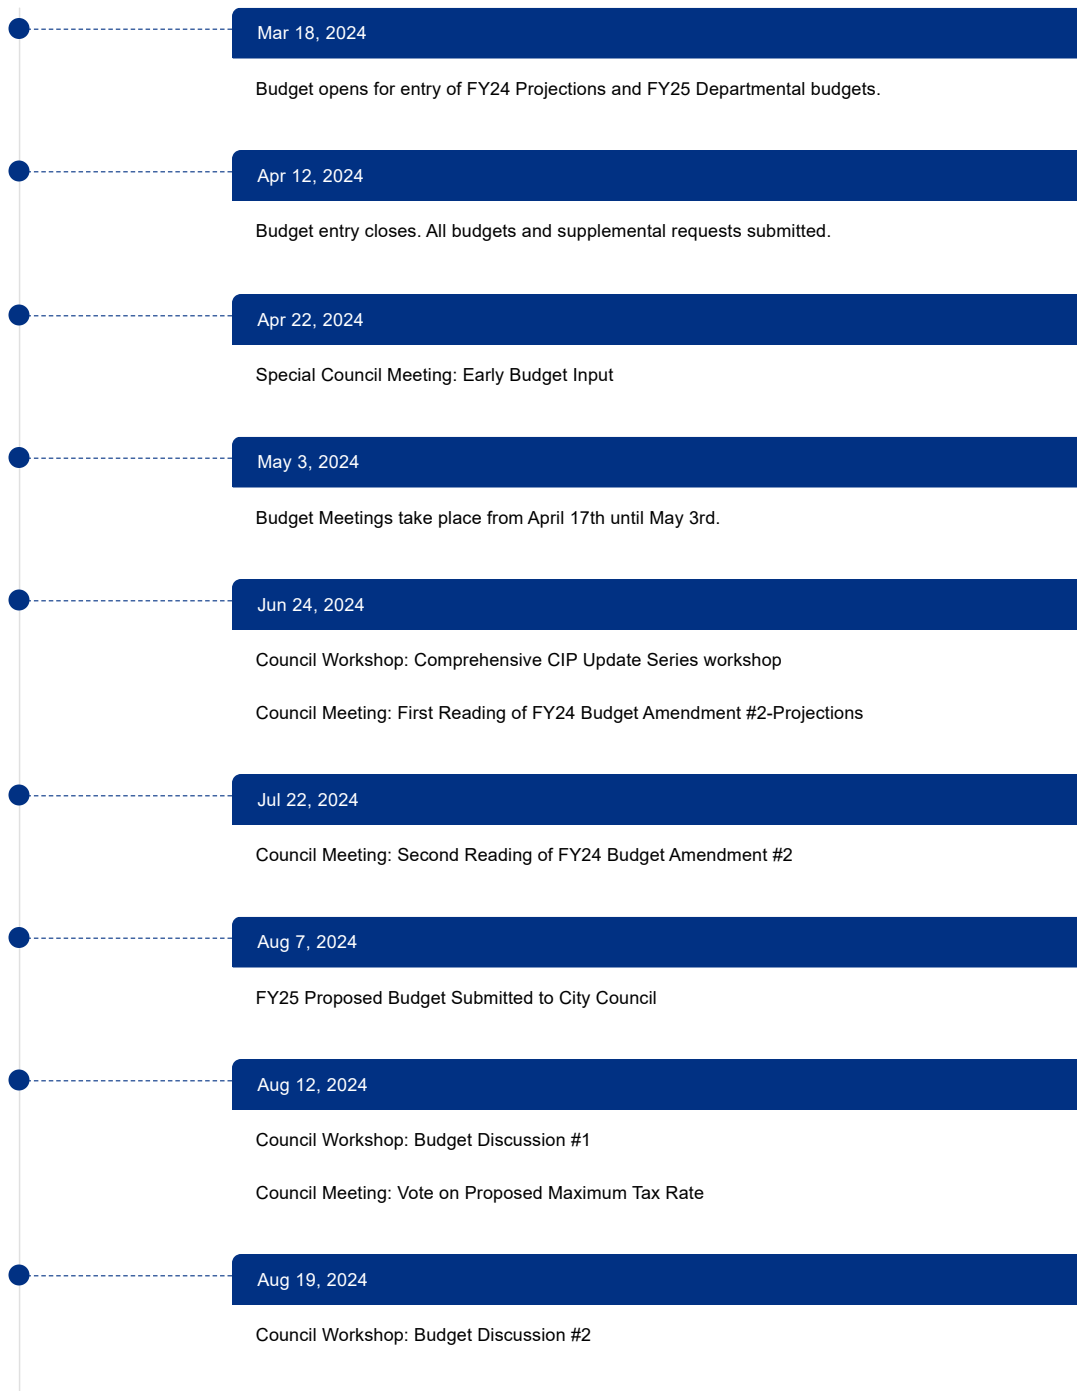 Mar 18, 2024
Budget opens for entry of FY24 Projections and FY25 Departmental budgets.
Apr 12, 2024
Budget entry closes. All budgets and supplemental requests submitted.
Apr 22, 2024
Special Council Meeting: Early Budget Input
May 3, 2024
Budget Meetings take place from April 17th until May 3rd.
Jun 24, 2024
Council Workshop: Comprehensive CIP Update Series workshop
Council Meeting: First Reading of FY24 Budget Amendment #2-Projections
Jul 22, 2024
Council Meeting: Second Reading of FY24 Budget Amendment #2
Aug 7, 2024
FY25 Proposed Budget Submitted to City Council
Aug 12, 2024
Council Workshop: Budget Discussion #1
Council Meeting: Vote on Proposed Maximum Tax Rate
Aug 19, 2024
Council Workshop: Budget Discussion #2